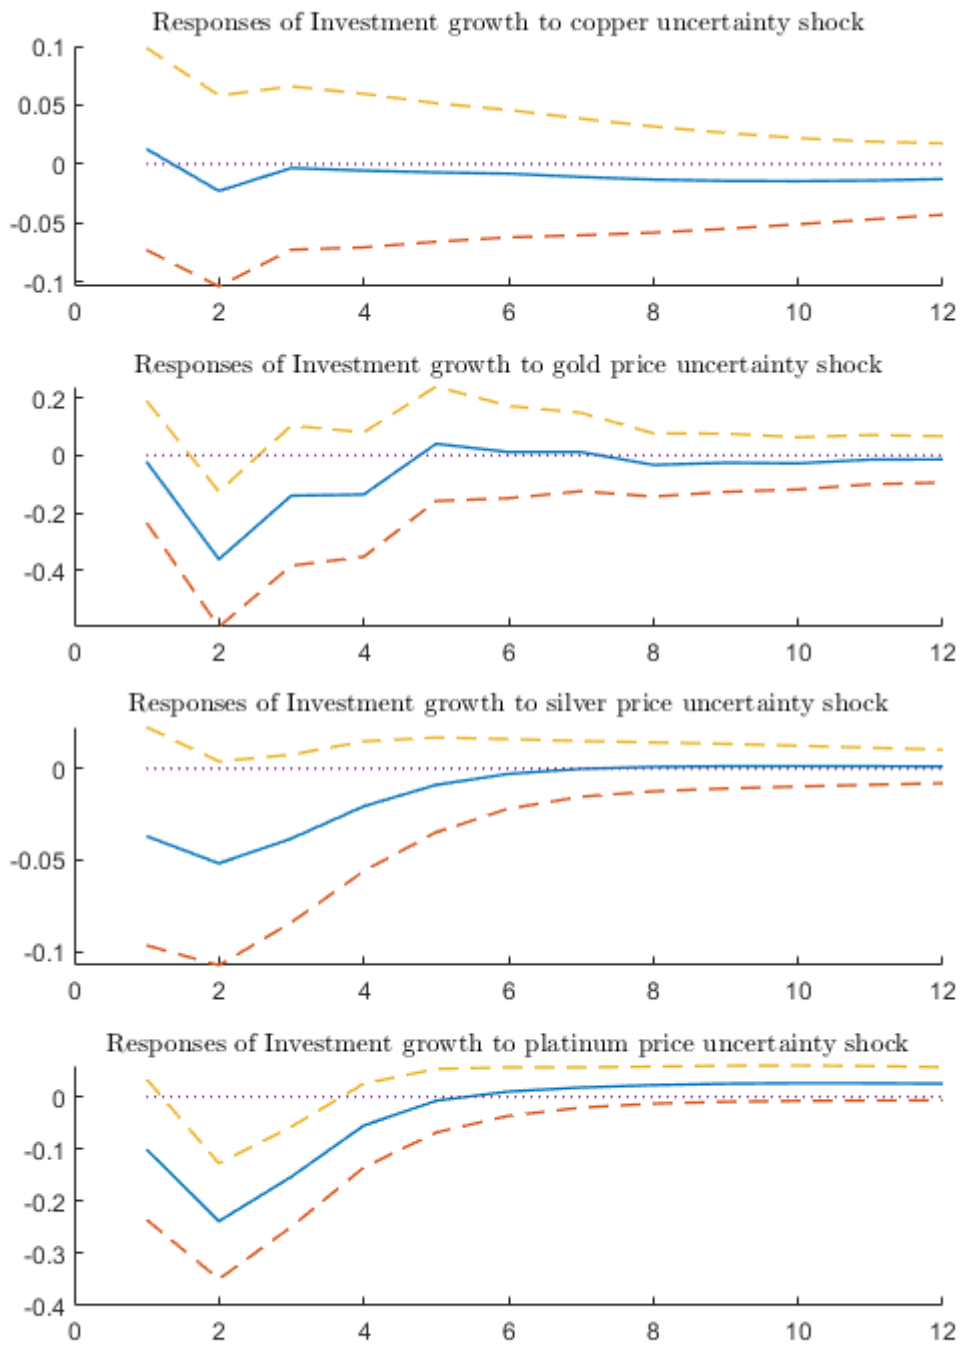 Responses of Investment growth to copper uncertainty shock
0.1
0.05
0
-0.05
-0.1
0 2 4 6 8 10 12
Responses of Investment growth to gold price uncertainty shock
0.2
0
-0.2
-0.4
0 2 4 6 8 10 12
Responses of Investment growth to silver price uncertainty shock
0
-0.05
-0.1
0 2 4 6 8 10 12
Responses of Investment growth to platinum price uncertainty shock
0
-0.1
-0.2
-0.3
-0.4
0 2 4 6 8 10 12